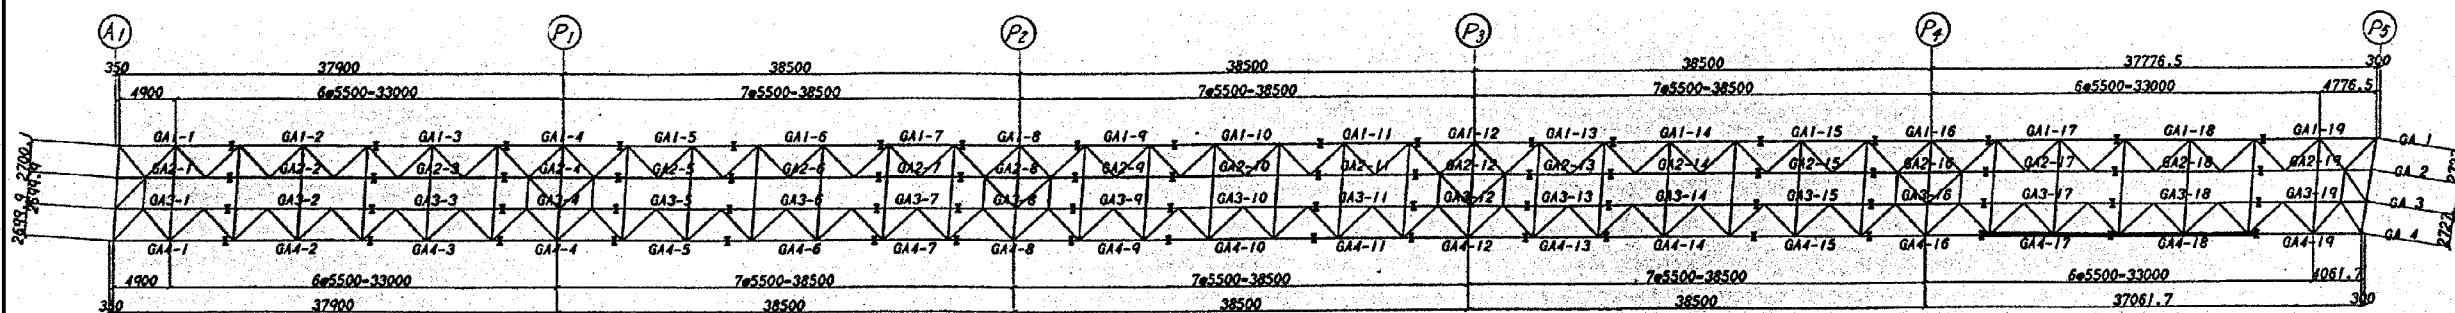 A1 P1 P2 P3 P4 P5
350 37900 38500 38500 38500 37776.5 300
4900 6@5500=33000 7@5500=38500 7@5500=38500 7@5500=38500 6@5500=33000 4776.5
GA1-1 GA1-2 GA1-3 GA1-4 GA1-5 GA1-6 GA1-7 GA1-8 GA1-9 GA1-10 GA1-11 GA1-12 GA1-13 GA1-14 GA1-15 GA1-16 GA1-17 GA1-18 GA1-19 GA 1
GA2-1 GA2-2 GA2-3 GA2-4 GA2-5 GA2-6 GA2-7 GA2-8 GA2-9 GA2-10 GA2-11 GA2-12 GA2-13 GA2-14 GA2-15 GA2-16 GA2-17 GA2-18 GA2-19 GA 2
GA3-1 GA3-2 GA3-3 GA3-4 GA3-5 GA3-6 GA3-7 GA3-8 GA3-9 GA3-10 GA3-11 GA3-12 GA3-13 GA3-14 GA3-15 GA3-16 GA3-17 GA3-18 GA3-19 GA 3
GA4-1 GA4-2 GA4-3 GA4-4 GA4-5 GA4-6 GA4-7 GA4-8 GA4-9 GA4-10 GA4-11 GA4-12 GA4-13 GA4-14 GA4-15 GA4-16 GA4-17 GA4-18 GA4-19 GA 4
2700.1
2699.9
2699.9
4900 6@5500=33000 7@5500=38500 7@5500=38500 7@5500=38500 6@5500=33000 4061.7
350 37900 38500 38500 38500 37061.7 300